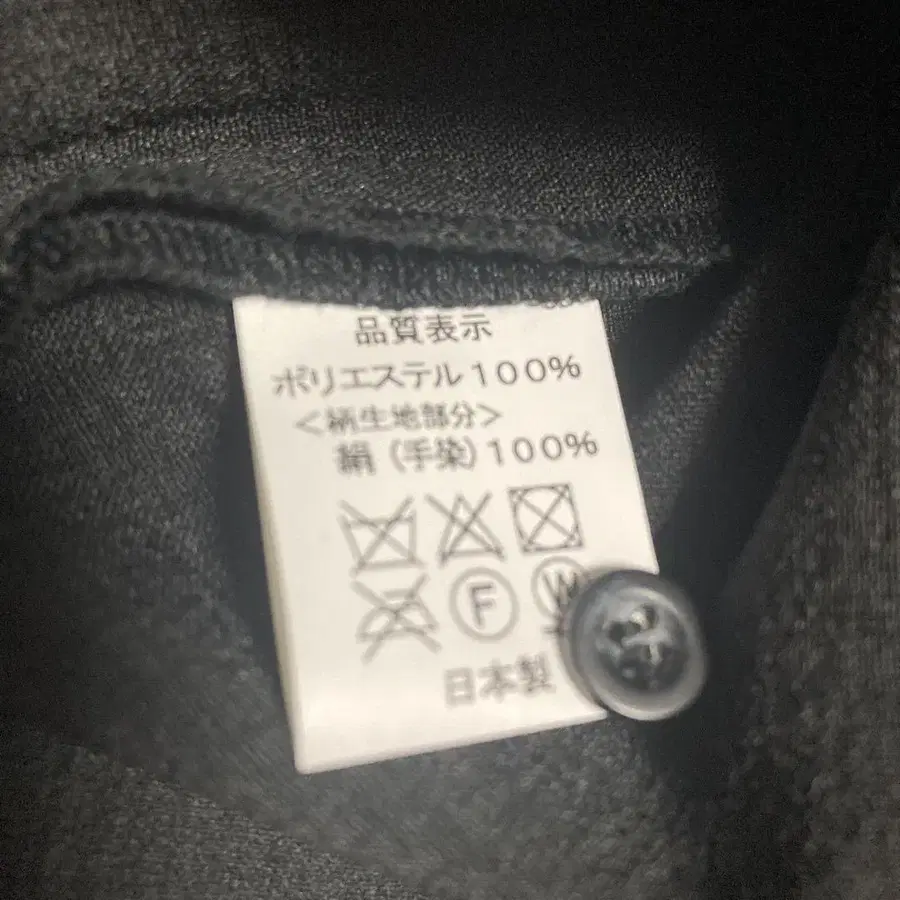 品質表示
ポリエステル100%
<柄生地部分>
絹 (手染) 100%
F W
日本製